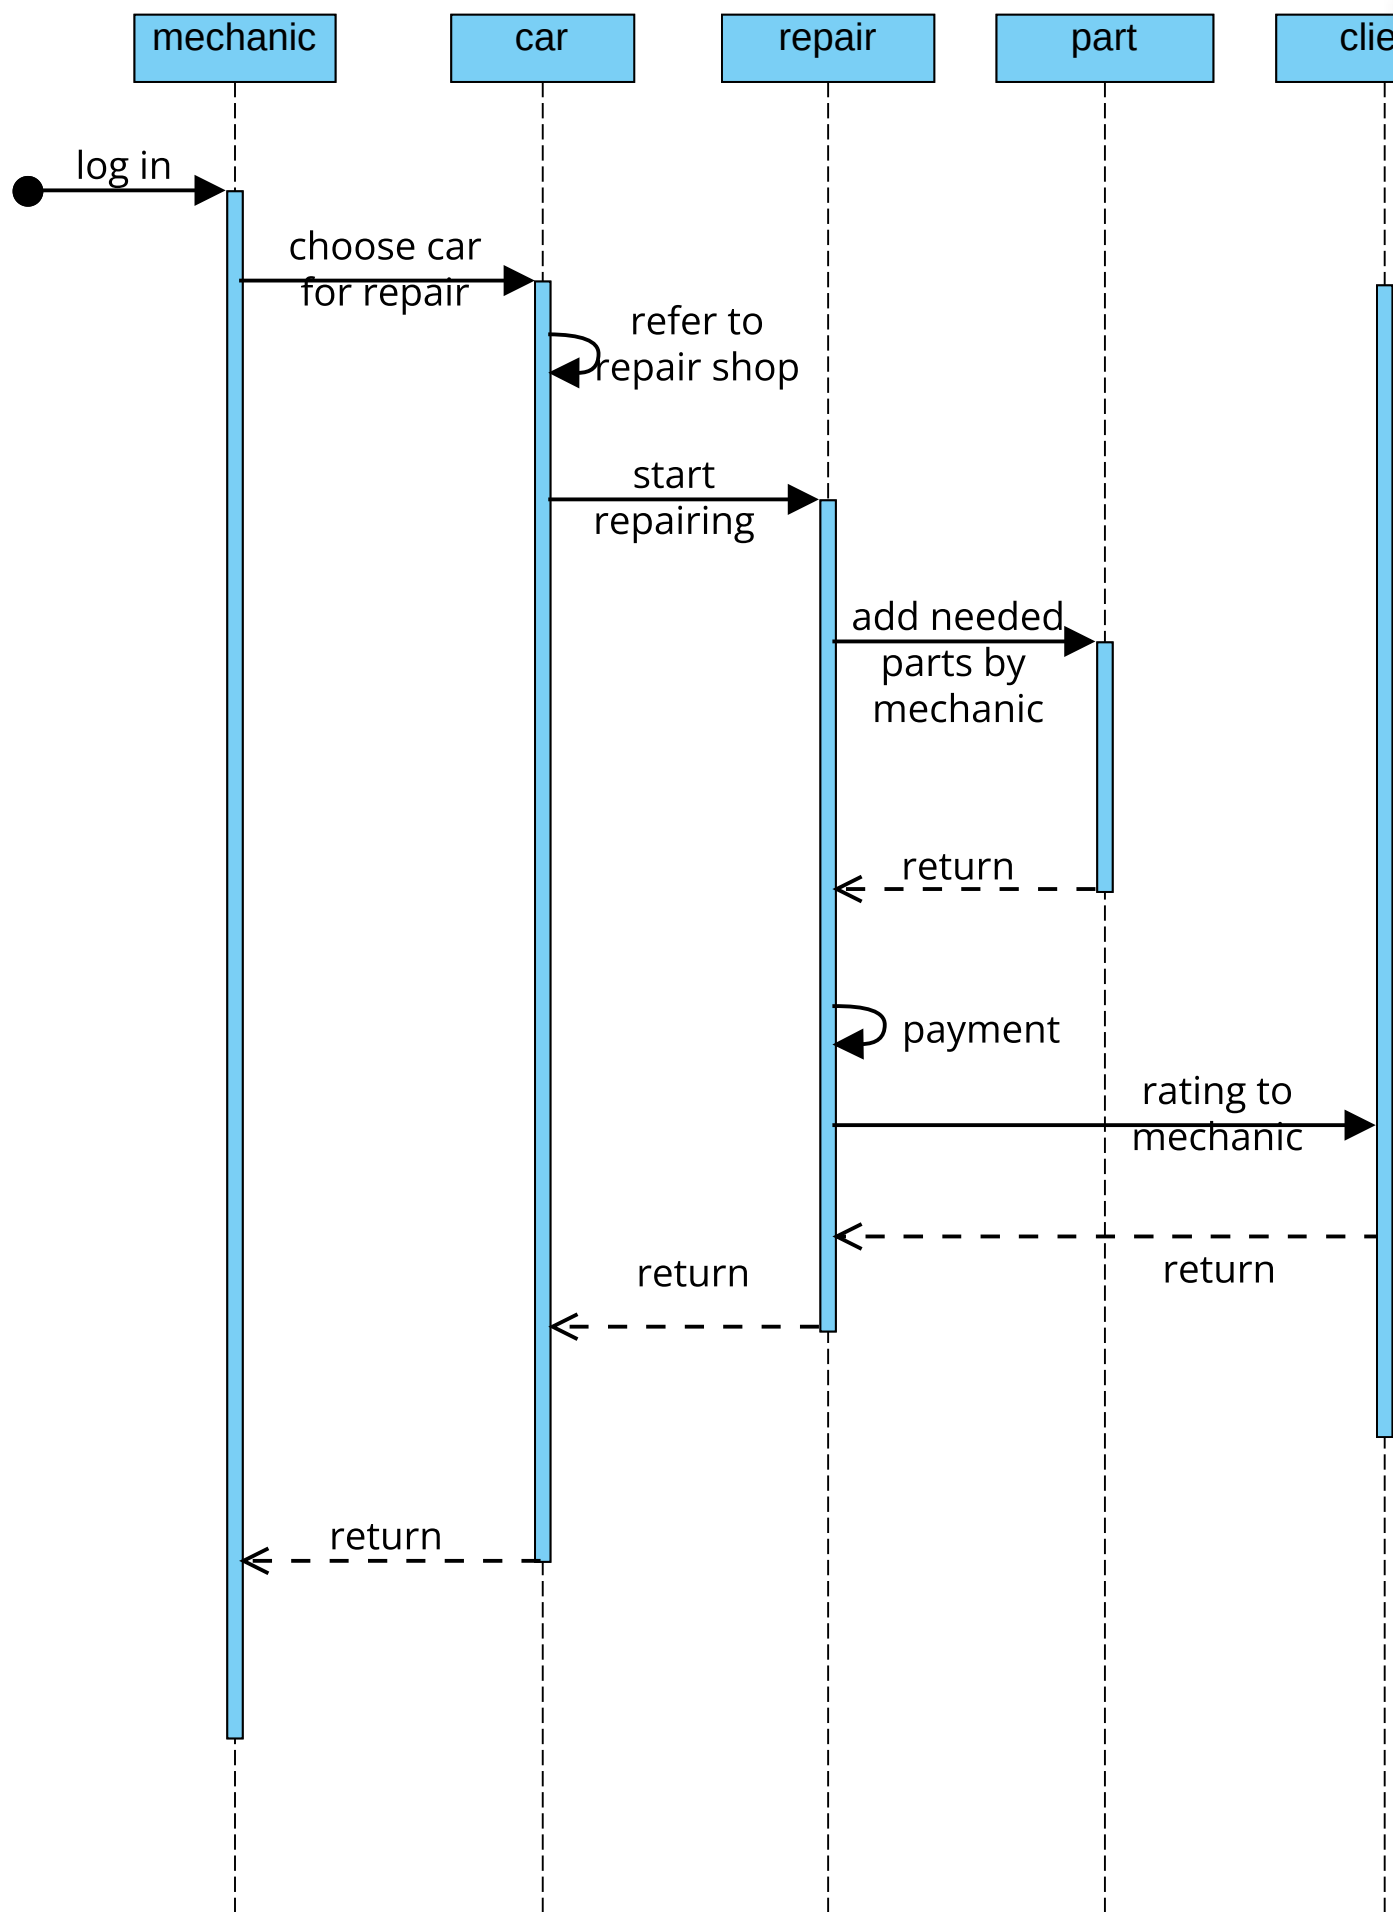 mechanic
car
repair
part
clie
log in
choose car
for repair
refer to
repair shop
start
repairing
add needed
parts by
mechanic
return
payment
rating to
mechanic
return
return
return